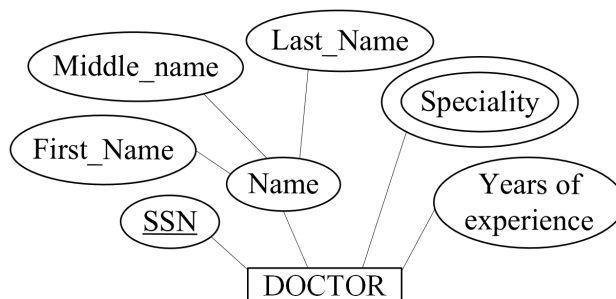 Last_Name
Middle_name
Speciality
First_Name
Name
Years of
experience
SSN
DOCTOR